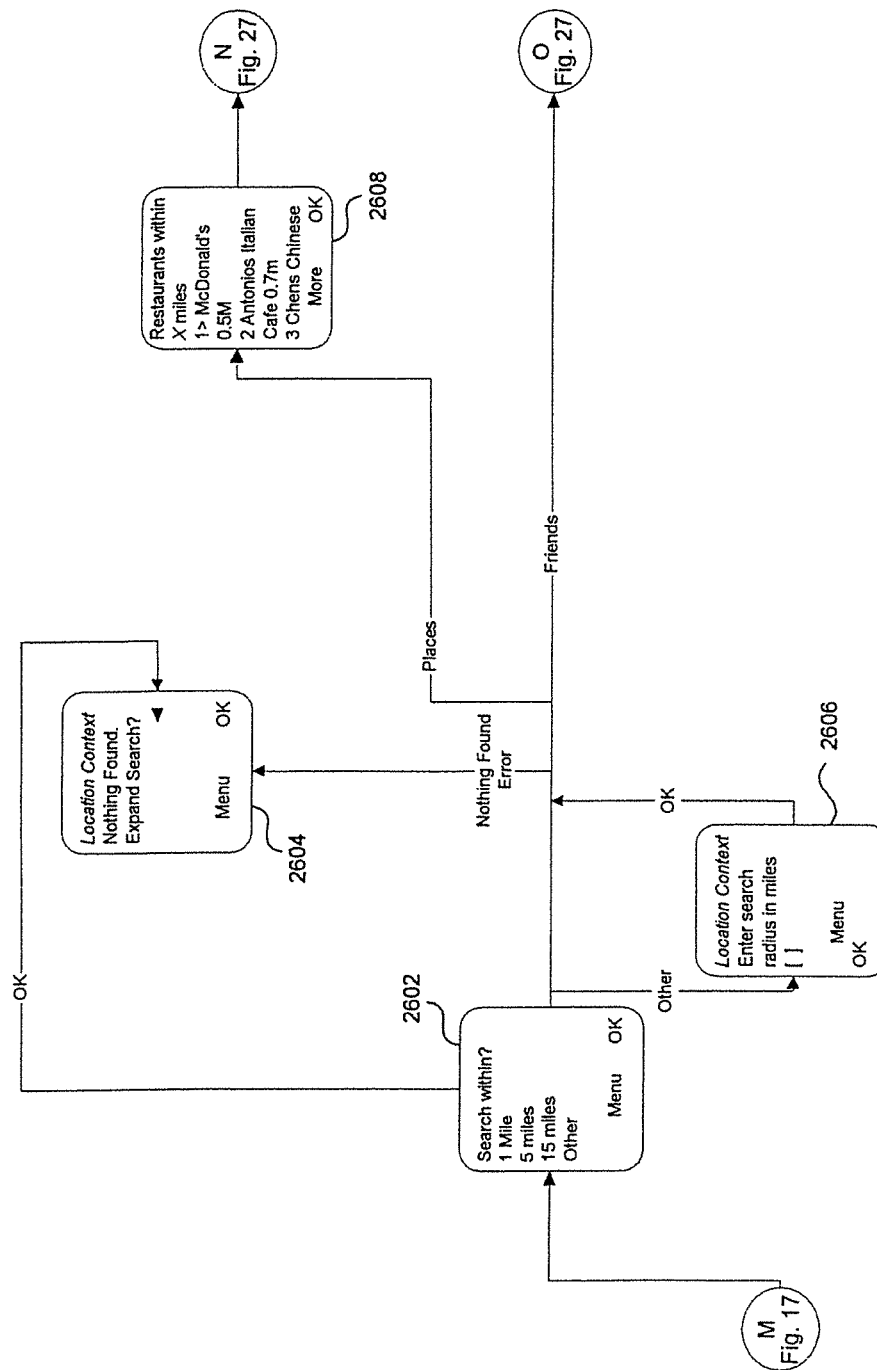 M
Fig. 17
Search within?
1 Mile
5 miles
15 miles
Other
Menu OK
2602
OK
Location Context
Nothing Found.
Expand Search?
Menu OK
2604
Other
Location Context
Enter search
radius in miles
[ ]
Menu
OK
2606
OK
Nothing Found
Error
Places
Friends
Restaurants within
X miles
1> McDonald's
0.5M
2 Antonios Italian
Cafe 0.7m
3 Chens Chinese
More OK
2608
N
Fig. 27
O
Fig. 27